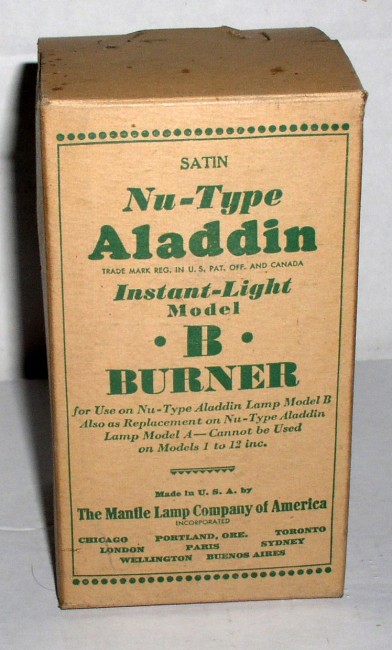 SATIN
Nu-Type
Aladdin
TRADE MARK REG. IN U.S. PAT. OFF. AND CANADA
Instant-Light
Model
· B ·
BURNER
for Use on Nu-Type Aladdin Lamp Model B
Also as Replacement on Nu-Type Aladdin
Lamp Model A—Cannot be Used
on Models 1 to 12 inc.
Made in U. S. A. by
The Mantle Lamp Company of America
INCORPORATED
CHICAGO PORTLAND, ORE. TORONTO
LONDON PARIS SYDNEY
WELLINGTON BUENOS AIRES